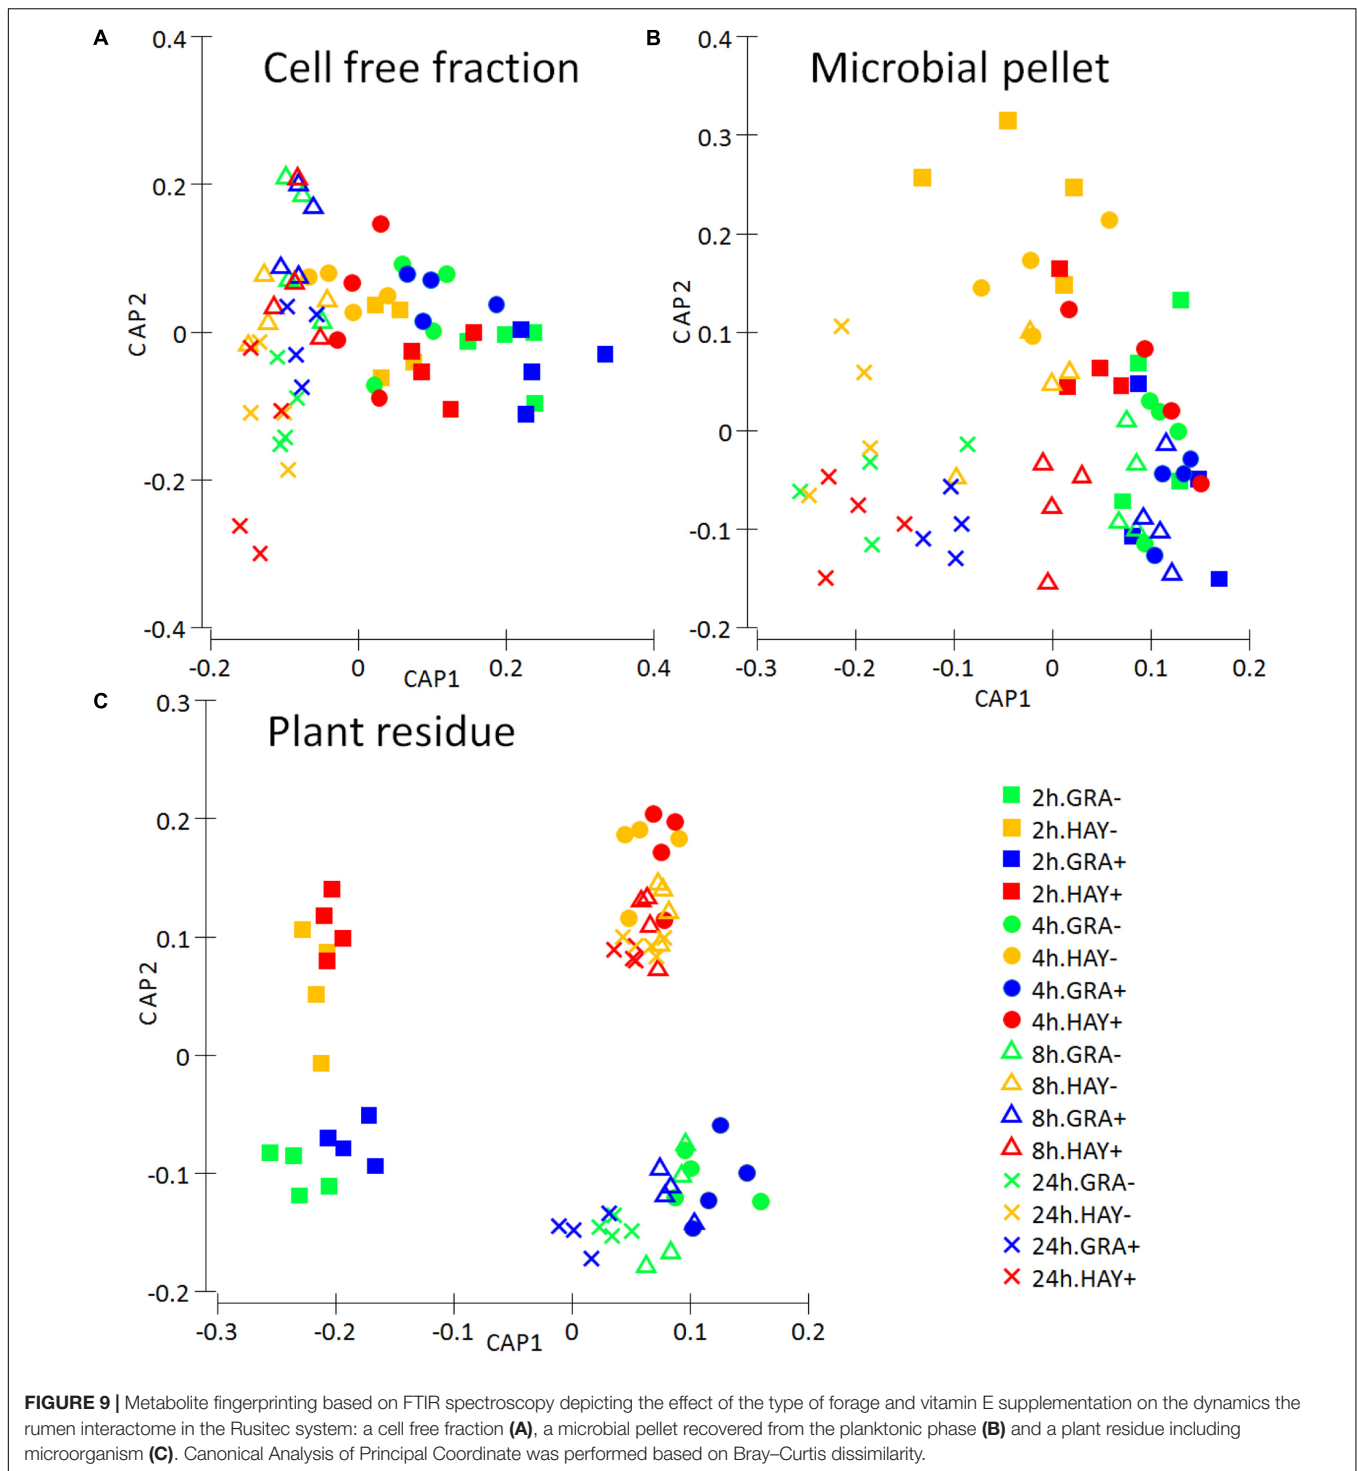 A
Cell free fraction
0.4
0.2
0
-0.2
-0.4
CAP2
-0.2 0 0.2 0.4
CAP1
B
Microbial pellet
0.4
0.3
0.2
0.1
0
-0.1
-0.2
CAP2
-0.3 -0.2 -0.1 0 0.1 0.2
CAP1
C
Plant residue
0.3
0.2
0.1
0
-0.1
-0.2
CAP2
-0.3 -0.2 -0.1 0 0.1 0.2
CAP1
2h.GRA-
2h.HAY-
2h.GRA+
2h.HAY+
4h.GRA-
4h.HAY-
4h.GRA+
4h.HAY+
8h.GRA-
8h.HAY-
8h.GRA+
8h.HAY+
24h.GRA-
24h.HAY-
24h.GRA+
24h.HAY+
FIGURE 9 | Metabolite fingerprinting based on FTIR spectroscopy depicting the effect of the type of forage and vitamin E supplementation on the dynamics the
rumen interactome in the Rusitec system: a cell free fraction (A), a microbial pellet recovered from the planktonic phase (B) and a plant residue including
microorganism (C). Canonical Analysis of Principal Coordinate was performed based on Bray–Curtis dissimilarity.